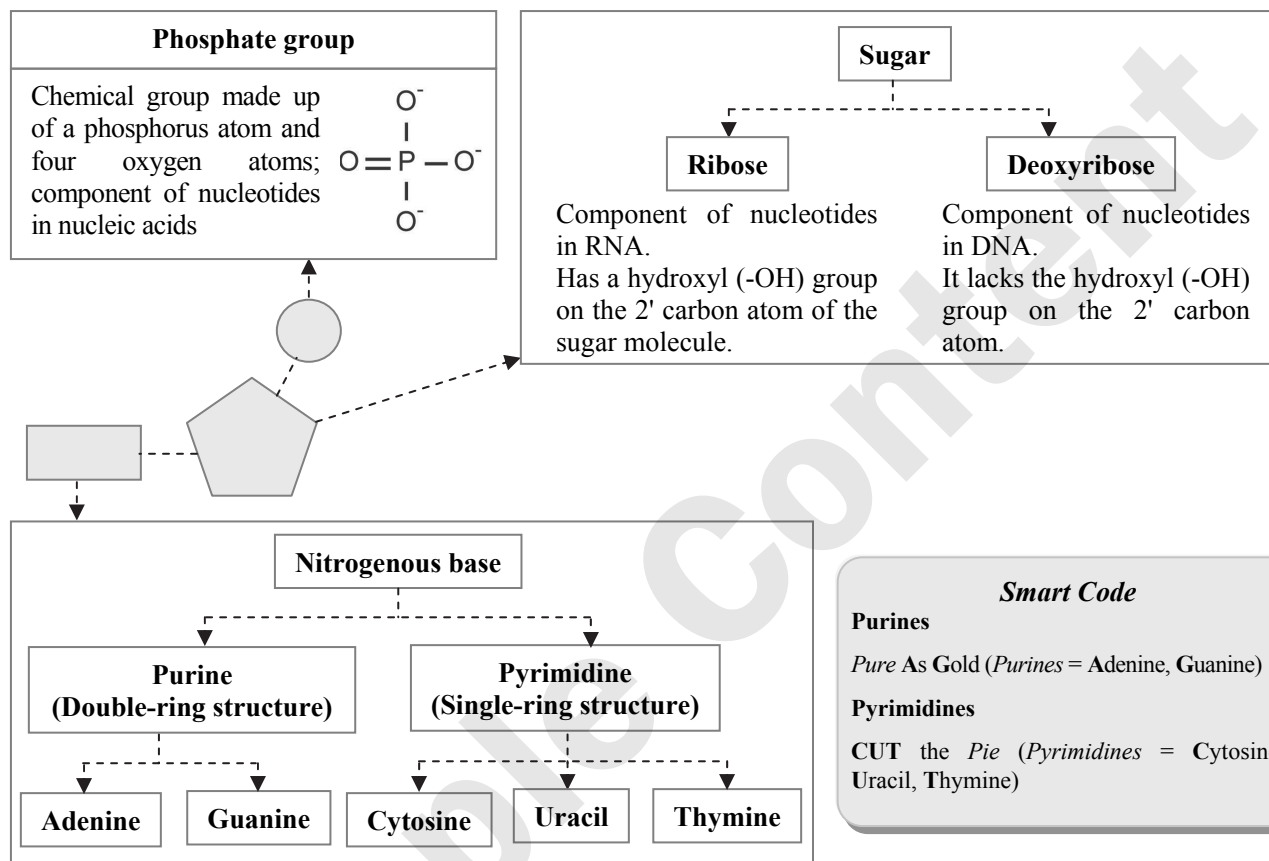 Phosphate group
Chemical group made up
of a phosphorus atom and
four oxygen atoms;
component of nucleotides
in nucleic acids
O⁻
O=P—O⁻
O⁻
Sugar
Ribose
Component of nucleotides
in RNA.
Has a hydroxyl (-OH) group
on the 2' carbon atom of the
sugar molecule.
Deoxyribose
Component of nucleotides
in DNA.
It lacks the hydroxyl (-OH)
group on the 2' carbon
atom.
Nitrogenous base
Purine
(Double-ring structure)
Pyrimidine
(Single-ring structure)
Adenine
Guanine
Cytosine
Uracil
Thymine
Smart Code
Purines
Pure As Gold (Purines = Adenine, Guanine)
Pyrimidines
CUT the Pie (Pyrimidines = Cytosin
Uracil, Thymine)
ple Content